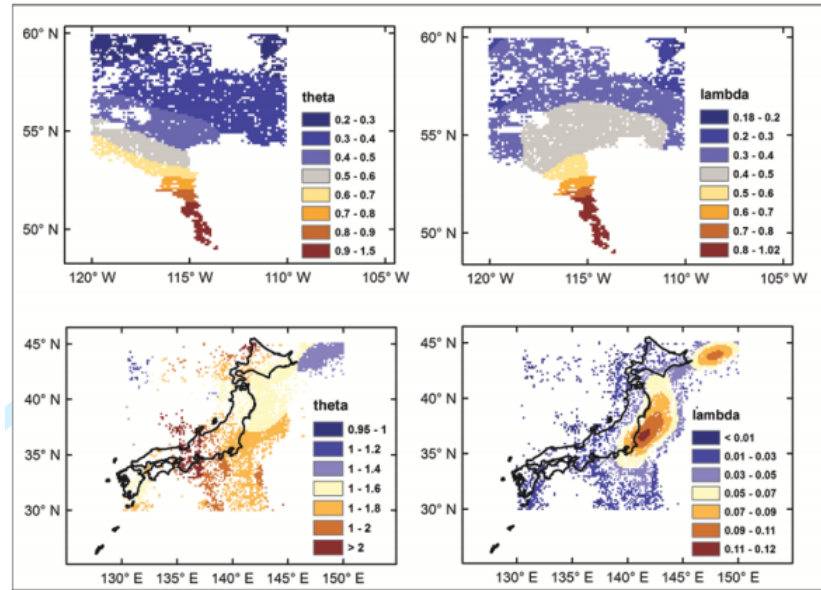 60° N
55° N
50° N
120° W
115° W
110° W
105° W
theta
0.2 - 0.3
0.3 - 0.4
0.4 - 0.5
0.5 - 0.6
0.6 - 0.7
0.7 - 0.8
0.8 - 0.9
0.9 - 1.5
60° N
55° N
50° N
120° W
115° W
110° W
105° W
lambda
0.18 - 0.2
0.2 - 0.3
0.3 - 0.4
0.4 - 0.5
0.5 - 0.6
0.6 - 0.7
0.7 - 0.8
0.8 - 1.02
45° N
40° N
35° N
30° N
130° E
135° E
140° E
145° E
150° E
theta
0.95 - 1
1 - 1.2
1 - 1.4
1 - 1.6
1 - 1.8
1 - 2
> 2
45° N
40° N
35° N
30° N
130° E
135° E
140° E
145° E
150° E
lambda
< 0.01
0.01 - 0.03
0.03 - 0.05
0.05 - 0.07
0.07 - 0.09
0.09 - 0.11
0.11 - 0.12